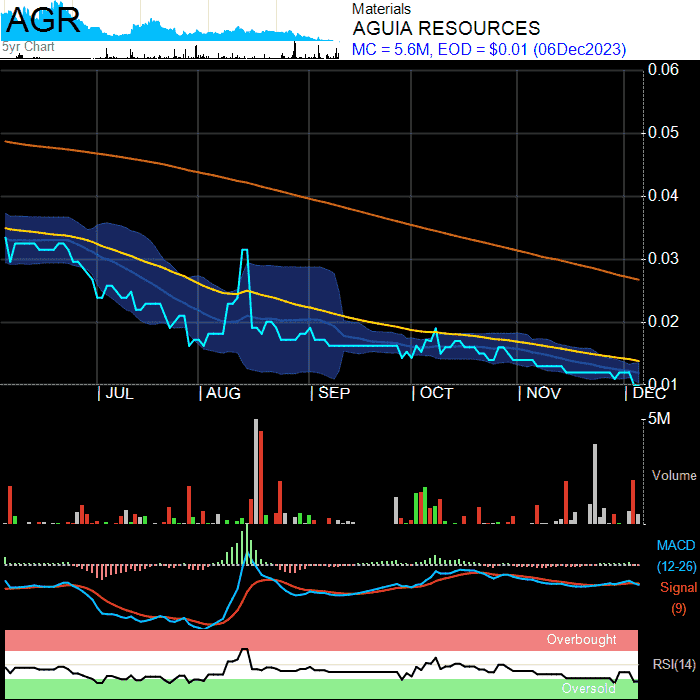 AGR
5yr Chart
Materials
AGUIA RESOURCES
MC = 5.6M, EOD = $0.01 (06Dec2023)
0.06
0.05
0.04
0.03
0.02
0.01
JUL
AUG
SEP
OCT
NOV
DEC
5M
Volume
MACD
(12-26)
Signal
(9)
Overbought
RSI(14)
Oversold